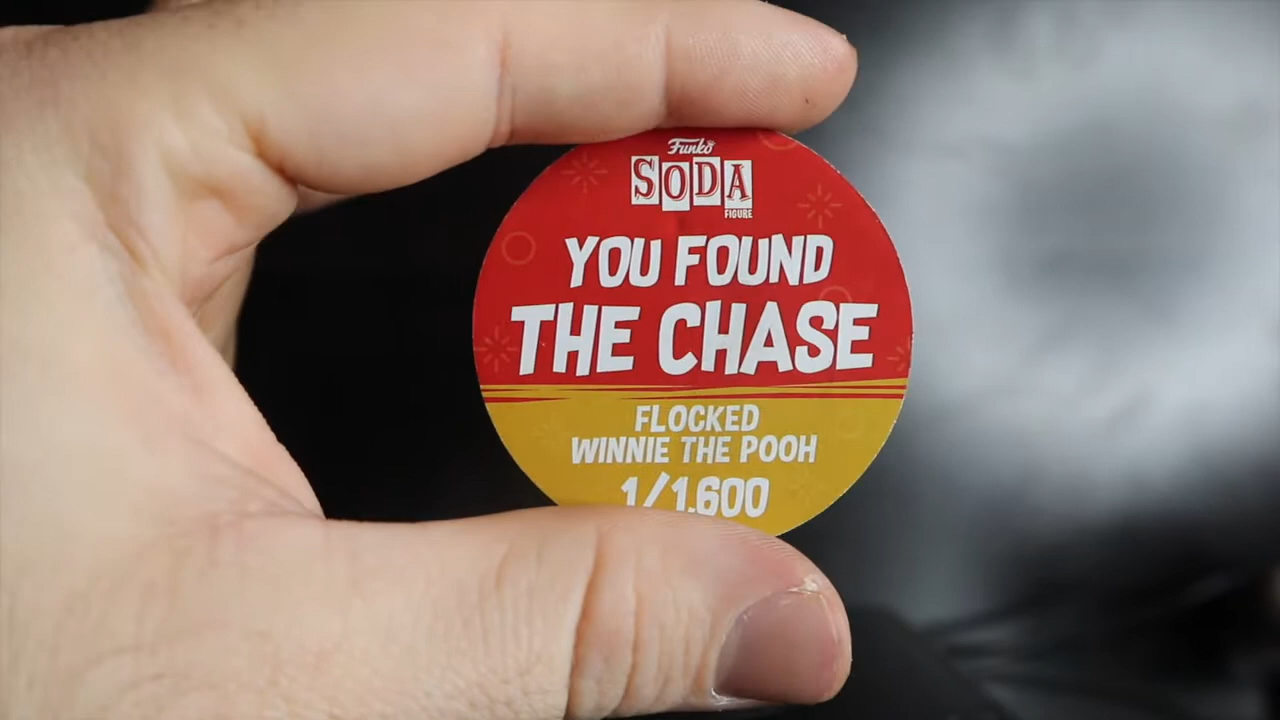 Funko
SODA
FIGURE
YOU FOUND
THE CHASE
FLOCKED
WINNIE THE POOH
1/1,600